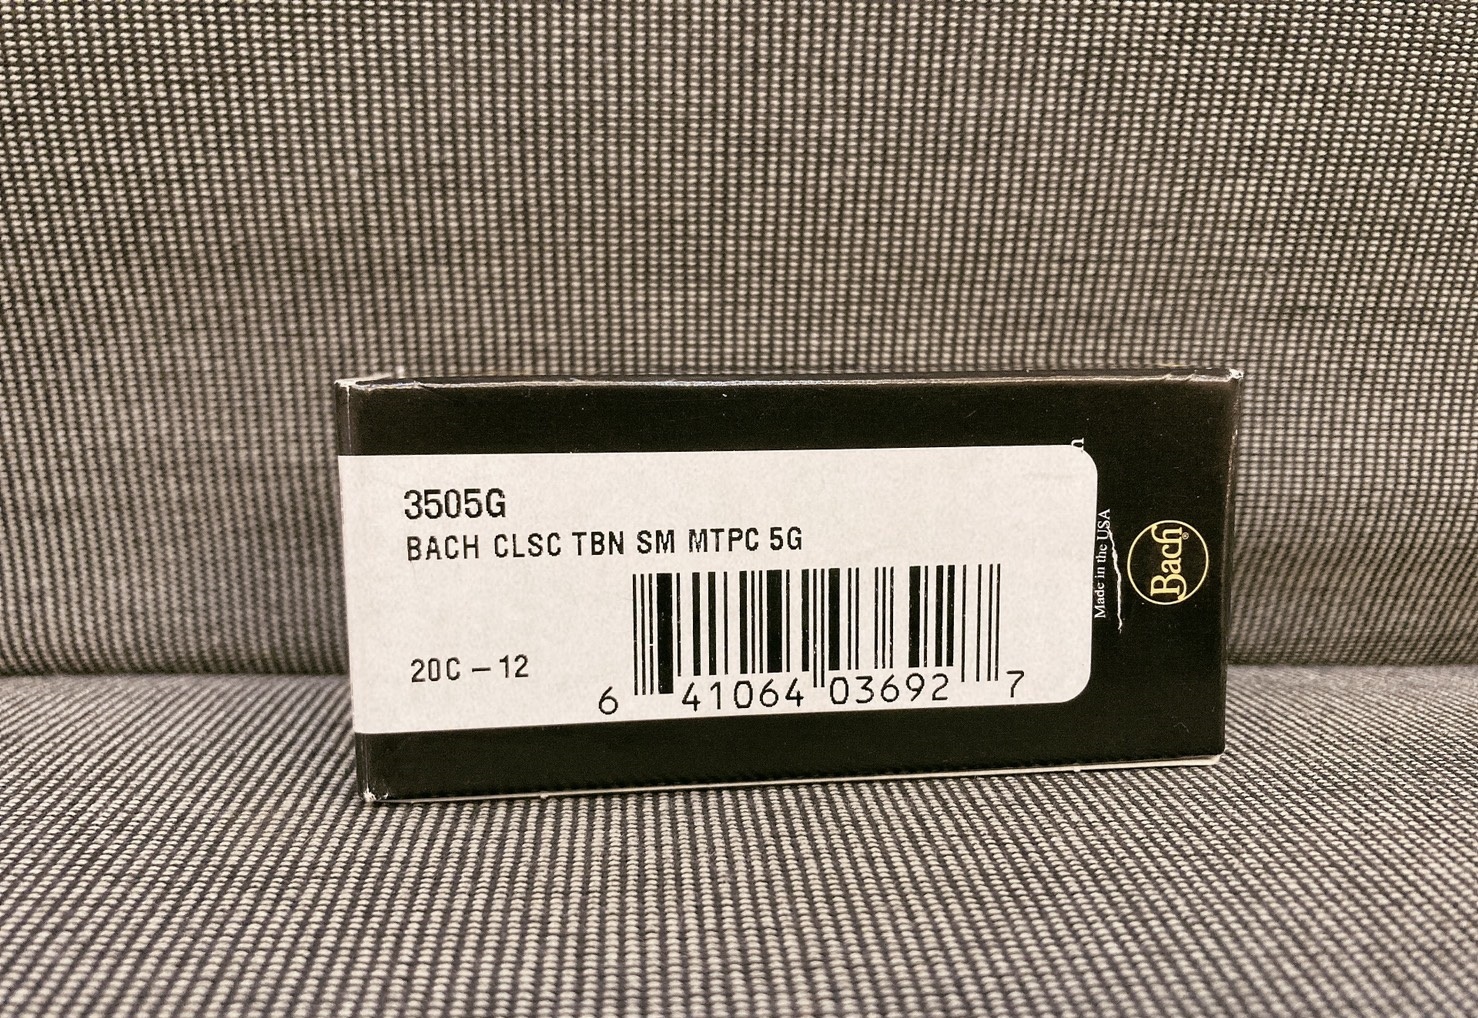 3505G
BACH CLSC TBN SM MTPC 5G
20C – 12
6 41064 03692 7
Made in the USA
Bach®